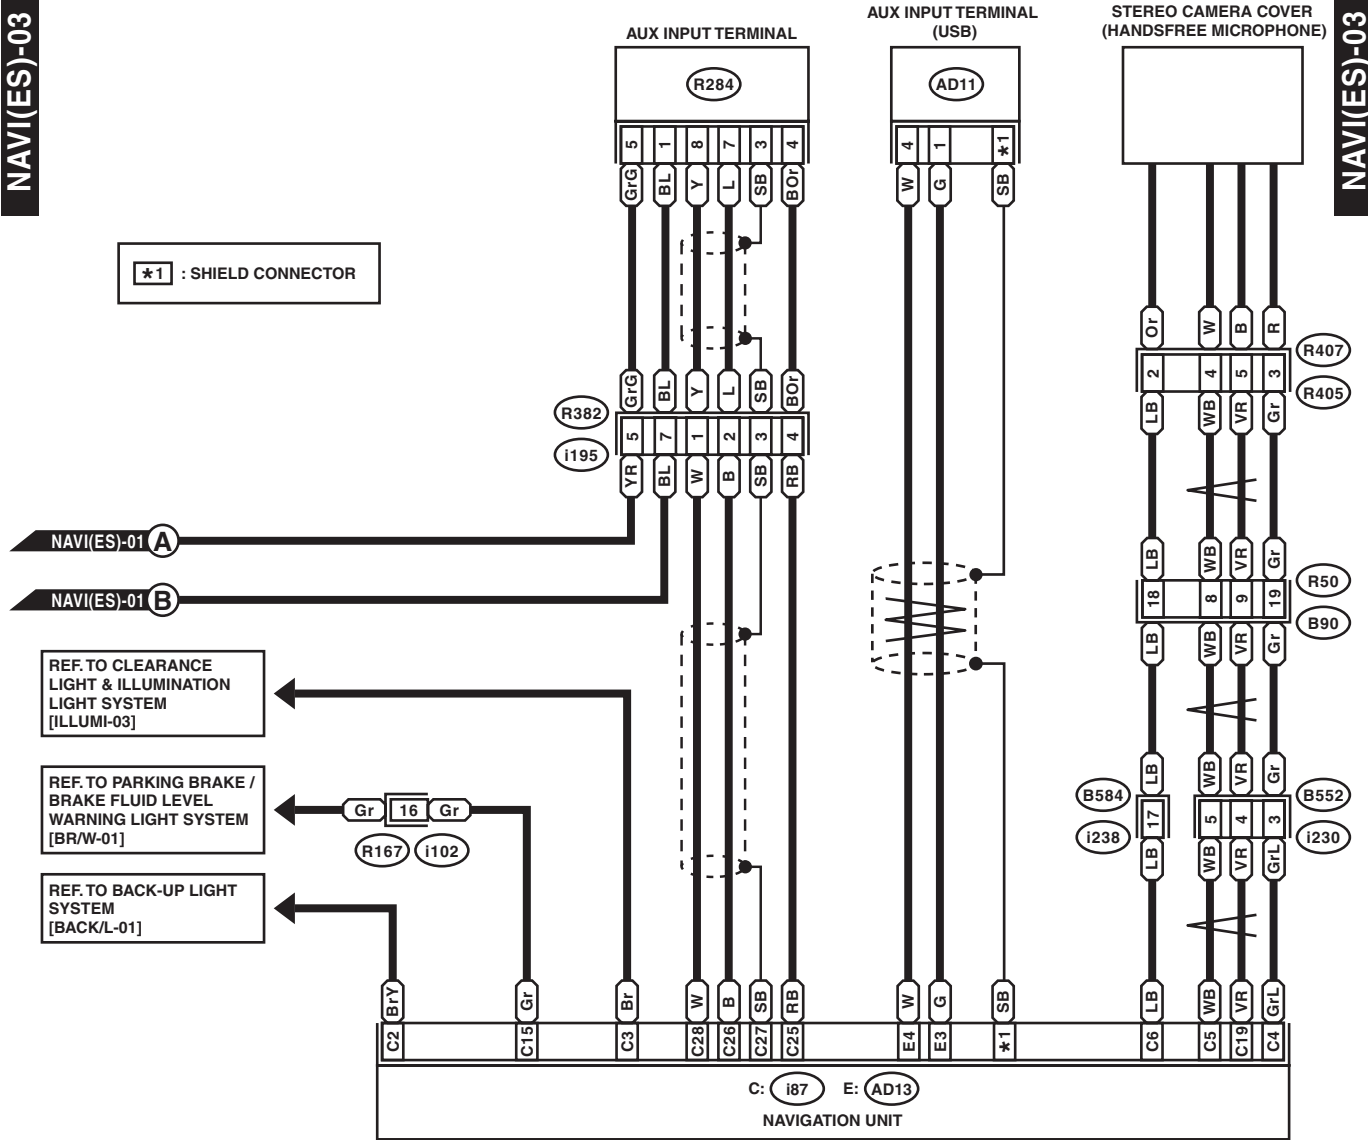 NAVI(ES)-03
NAVI(ES)-03
AUX INPUT TERMINAL
AUX INPUT TERMINAL
(USB)
STEREO CAMERA COVER
(HANDSFREE MICROPHONE)
R284
AD11
5 1 8 7 3 4
4 1 *1
GrG BL Y L SB BOr
W G SB
*1 : SHIELD CONNECTOR
Or W B R
R407
2 4 5 3
R405
LB WB VR Gr
GrG BL Y L SB BOr
R382
5 7 1 2 3 4
i195
YR BL W B SB RB
NAVI(ES)-01 A
NAVI(ES)-01 B
LB WB VR Gr
R50
18 8 9 19
B90
LB WB VR Gr
REF. TO CLEARANCE
LIGHT & ILLUMINATION
LIGHT SYSTEM
[ILLUMI-03]
REF. TO PARKING BRAKE /
BRAKE FLUID LEVEL
WARNING LIGHT SYSTEM
[BR/W-01]
Gr 16 Gr
R167 i102
REF. TO BACK-UP LIGHT
SYSTEM
[BACK/L-01]
LB WB VR Gr
B584
B552
17 5 4 3
i238
i230
LB WB VR GrL
BrY Gr Br W B SB RB W G SB LB WB VR GrL
C2 C15 C3 C28 C26 C27 C25 E4 E3 *1 C6 C5 C19 C4
C: i87 E: AD13
NAVIGATION UNIT